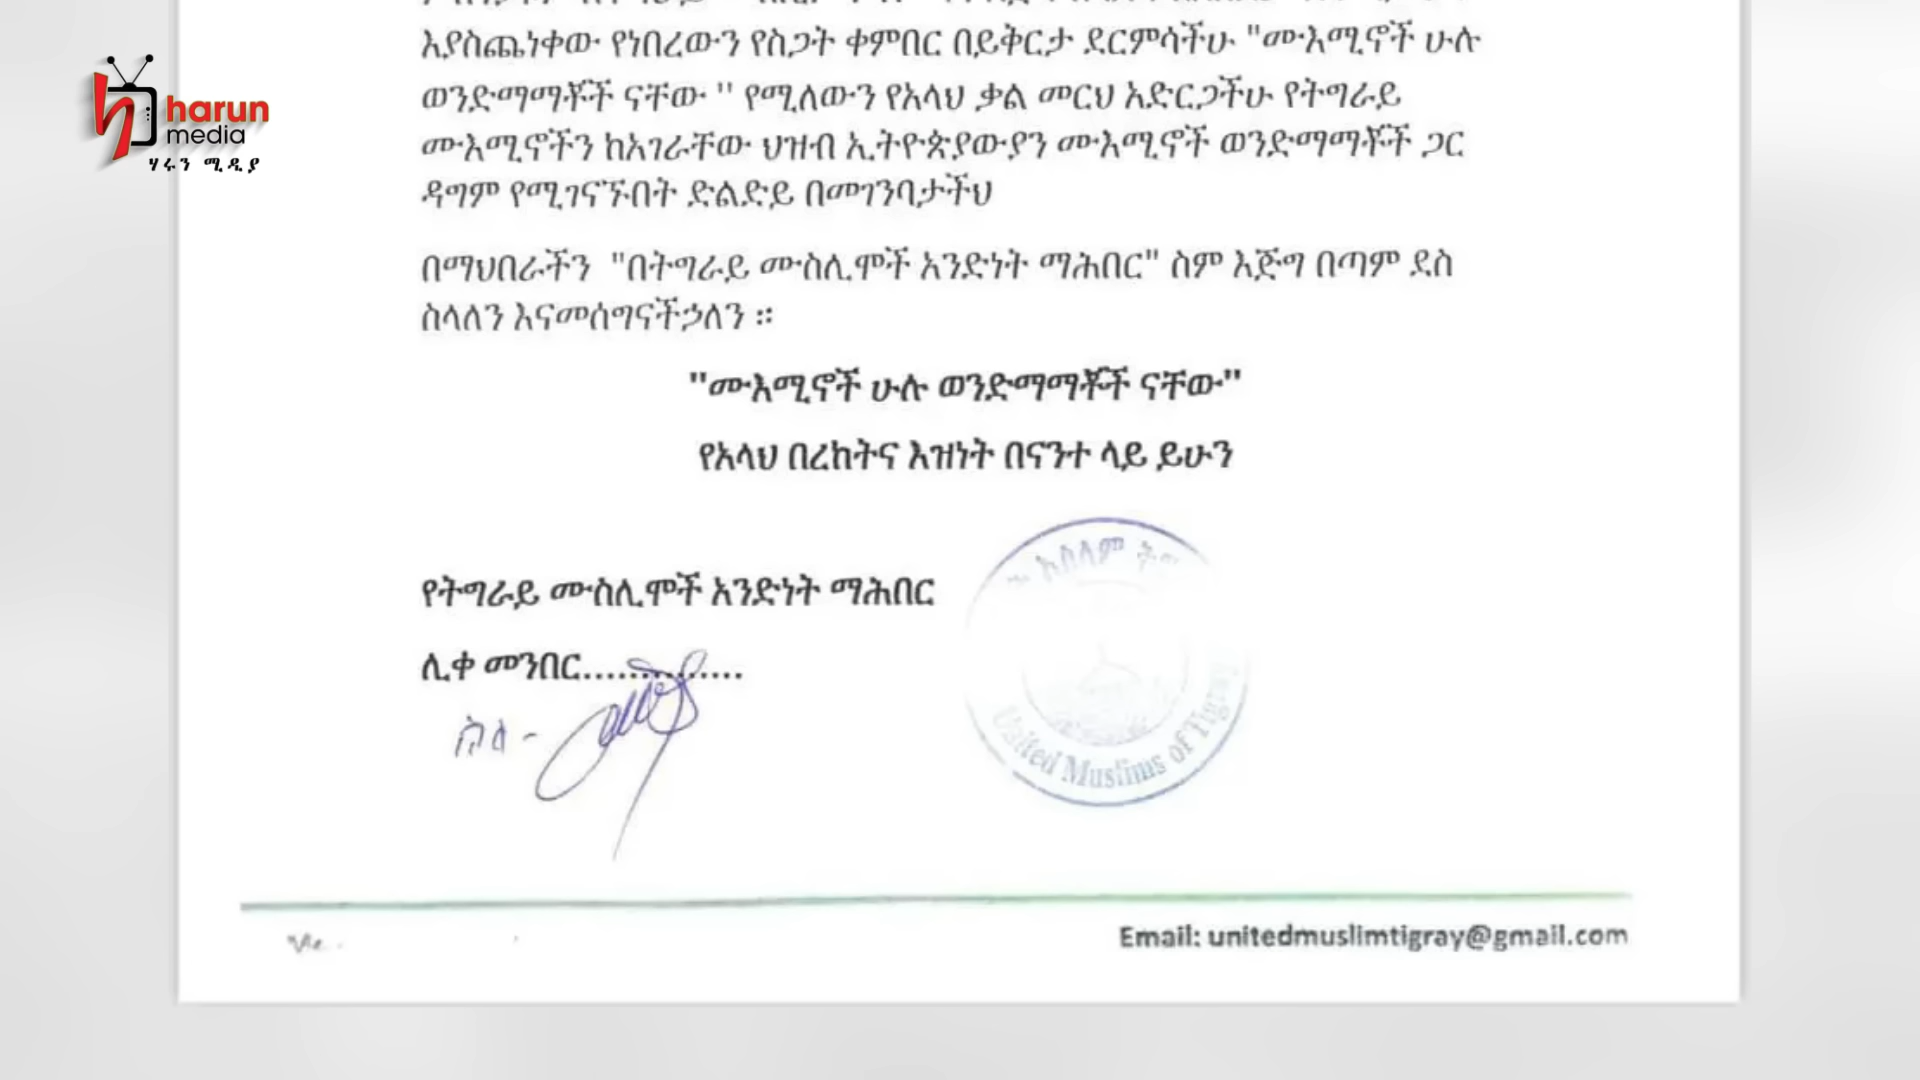 harun
media
ሃሩን ሚዲያ
እያስጨነቀው የነበረውን የስጋት ቀምበር በይቅርታ ደርምሳችሁ "ሙእሚኖች ሁሉ
ወንድማማቾች ናቸው '' የሚለውን የአላህ ቃል መርህ አድርጋችሁ የትግራይ
ሙእሚኖችን ከአገራቸው ህዝብ ኢትዮጵያውያን ሙእሚኖች ወንድማማቾች ጋር
ዳግም የሚገናኙበት ድልድይ በመገንባታችህ
በማህበራችን "በትግራይ ሙስሊሞች አንድነት ማሕበር" ስም እጅግ በጣም ደስ
ስላለን እናመሰግናችኃለን ።
"ሙእሚኖች ሁሉ ወንድማማቾች ናቸው"
የአላህ በረከትና እዝነት በናንተ ላይ ይሁን
የትግራይ ሙስሊሞች አንድነት ማሕበር
ሊቀ መንበር..............
እስላም
United Muslims of Tigray
Email: unitedmuslimtigray@gmail.com